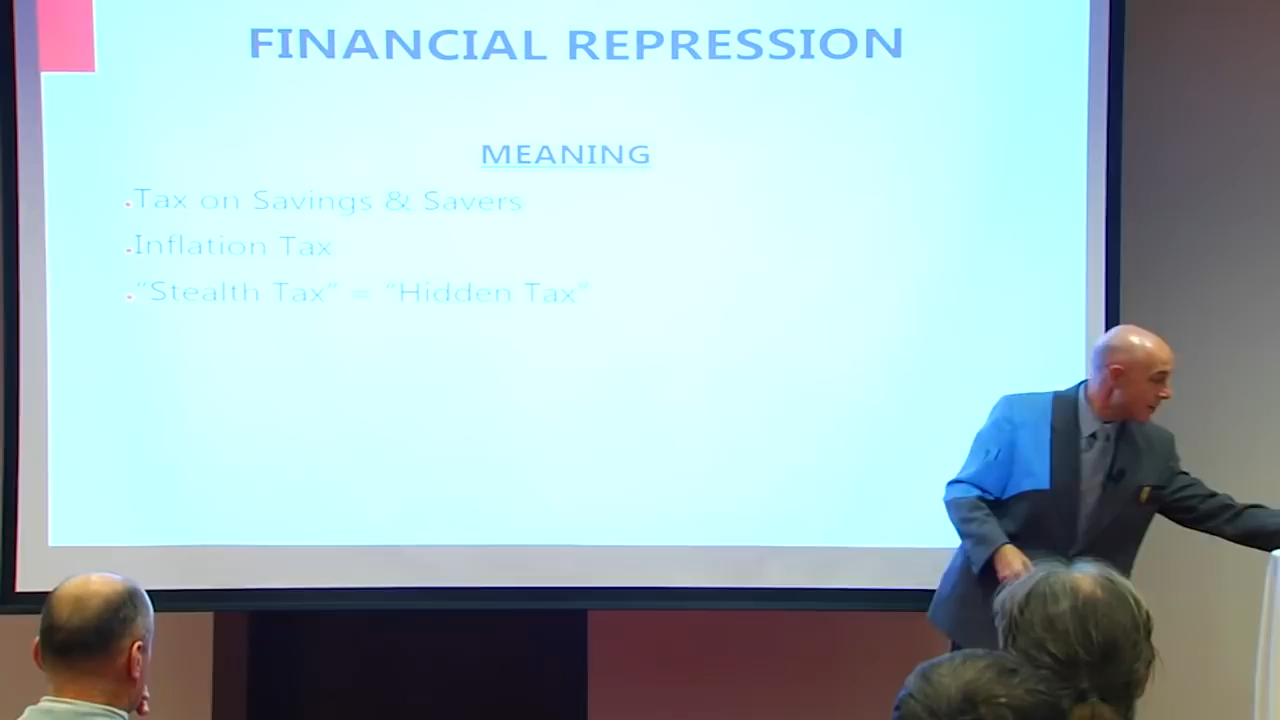 FINANCIAL REPRESSION
MEANING
.Tax on Savings & Savers
.Inflation Tax
."Stealth Tax" = "Hidden Tax"